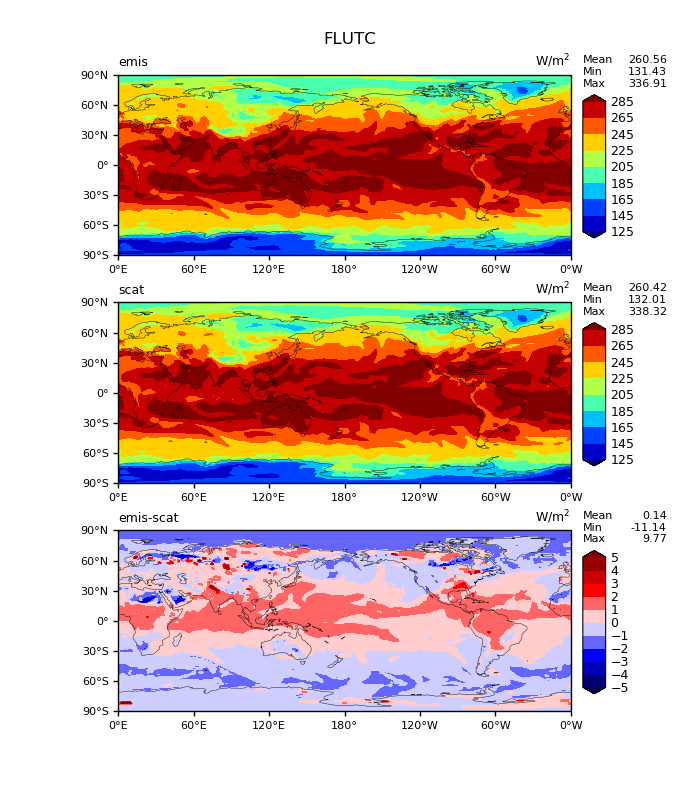 FLUTC
emis W/m² Mean 260.56
Min 131.43
Max 336.91
90°N
60°N
30°N
0°
30°S
60°S
90°S
0°E 60°E 120°E 180° 120°W 60°W 0°W
285
265
245
225
205
185
165
145
125
scat W/m² Mean 260.42
Min 132.01
Max 338.32
90°N
60°N
30°N
0°
30°S
60°S
90°S
0°E 60°E 120°E 180° 120°W 60°W 0°W
285
265
245
225
205
185
165
145
125
emis-scat W/m² Mean 0.14
Min -11.14
Max 9.77
90°N
60°N
30°N
0°
30°S
60°S
90°S
0°E 60°E 120°E 180° 120°W 60°W 0°W
5
4
3
2
1
0
−1
−2
−3
−4
−5